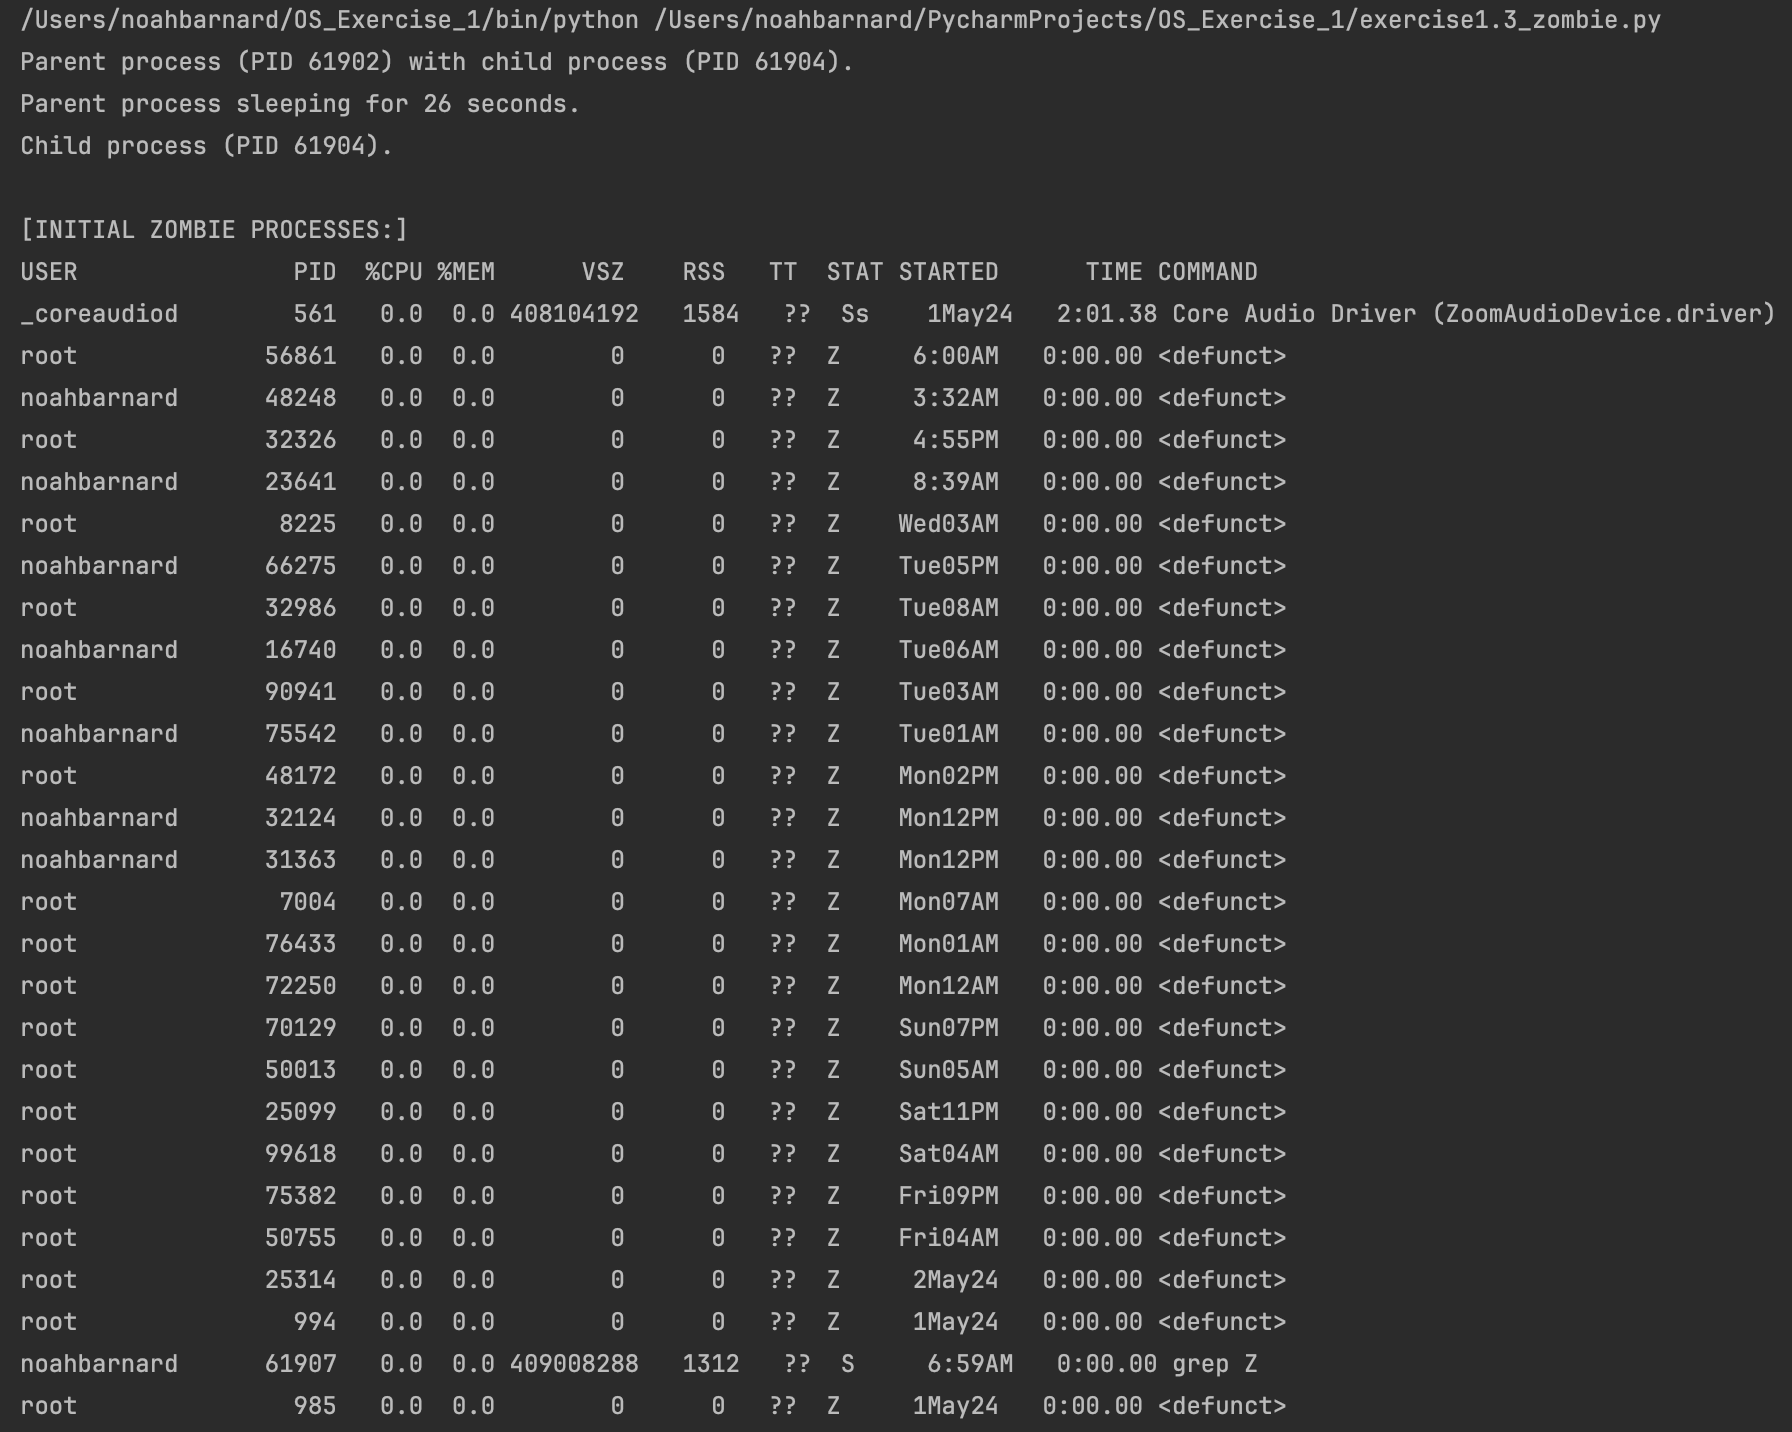 /Users/noahbarnard/OS_Exercise_1/bin/python /Users/noahbarnard/PycharmProjects/OS_Exercise_1/exercise1.3_zombie.py
Parent process (PID 61902) with child process (PID 61904).
Parent process sleeping for 26 seconds.
Child process (PID 61904).

[INITIAL ZOMBIE PROCESSES:]
USER               PID  %CPU %MEM      VSZ    RSS   TT  STAT STARTED      TIME COMMAND
_coreaudiod        561   0.0  0.0 408104192   1584   ??  Ss    1May24   2:01.38 Core Audio Driver (ZoomAudioDevice.driver)
root             56861   0.0  0.0        0      0   ??  Z     6:00AM   0:00.00 <defunct>
noahbarnard      48248   0.0  0.0        0      0   ??  Z     3:32AM   0:00.00 <defunct>
root             32326   0.0  0.0        0      0   ??  Z     4:55PM   0:00.00 <defunct>
noahbarnard      23641   0.0  0.0        0      0   ??  Z     8:39AM   0:00.00 <defunct>
root              8225   0.0  0.0        0      0   ??  Z    Wed03AM   0:00.00 <defunct>
noahbarnard      66275   0.0  0.0        0      0   ??  Z    Tue05PM   0:00.00 <defunct>
root             32986   0.0  0.0        0      0   ??  Z    Tue08AM   0:00.00 <defunct>
noahbarnard      16740   0.0  0.0        0      0   ??  Z    Tue06AM   0:00.00 <defunct>
root             90941   0.0  0.0        0      0   ??  Z    Tue03AM   0:00.00 <defunct>
noahbarnard      75542   0.0  0.0        0      0   ??  Z    Tue01AM   0:00.00 <defunct>
root             48172   0.0  0.0        0      0   ??  Z    Mon02PM   0:00.00 <defunct>
noahbarnard      32124   0.0  0.0        0      0   ??  Z    Mon12PM   0:00.00 <defunct>
noahbarnard      31363   0.0  0.0        0      0   ??  Z    Mon12PM   0:00.00 <defunct>
root              7004   0.0  0.0        0      0   ??  Z    Mon07AM   0:00.00 <defunct>
root             76433   0.0  0.0        0      0   ??  Z    Mon01AM   0:00.00 <defunct>
root             72250   0.0  0.0        0      0   ??  Z    Mon12AM   0:00.00 <defunct>
root             70129   0.0  0.0        0      0   ??  Z    Sun07PM   0:00.00 <defunct>
root             50013   0.0  0.0        0      0   ??  Z    Sun05AM   0:00.00 <defunct>
root             25099   0.0  0.0        0      0   ??  Z    Sat11PM   0:00.00 <defunct>
root             99618   0.0  0.0        0      0   ??  Z    Sat04AM   0:00.00 <defunct>
root             75382   0.0  0.0        0      0   ??  Z    Fri09PM   0:00.00 <defunct>
root             50755   0.0  0.0        0      0   ??  Z    Fri04AM   0:00.00 <defunct>
root             25314   0.0  0.0        0      0   ??  Z     2May24   0:00.00 <defunct>
root               994   0.0  0.0        0      0   ??  Z     1May24   0:00.00 <defunct>
noahbarnard      61907   0.0  0.0 409008288   1312   ??  S     6:59AM   0:00.00 grep Z
root               985   0.0  0.0        0      0   ??  Z     1May24   0:00.00 <defunct>